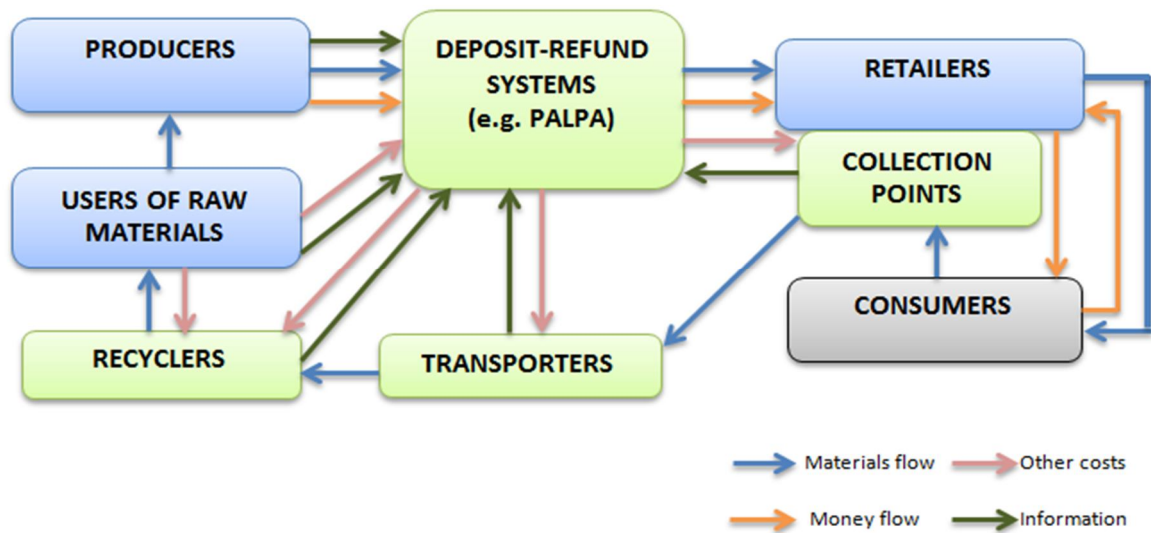 PRODUCERS
DEPOSIT-REFUND
SYSTEMS
(e.g. PALPA)
RETAILERS
COLLECTION
POINTS
USERS OF RAW
MATERIALS
CONSUMERS
RECYCLERS
TRANSPORTERS
Materials flow
Other costs
Money flow
Information